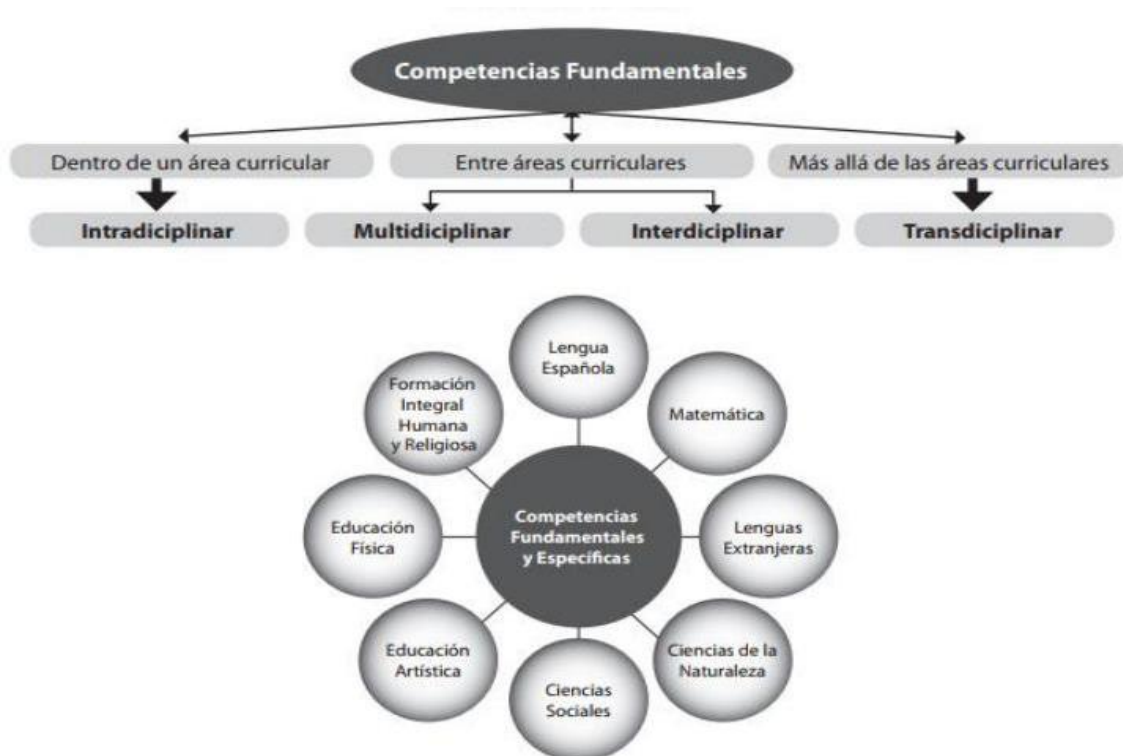 Competencias Fundamentales
Dentro de un área curricular
Entre áreas curriculares
Más allá de las áreas curriculares
Intradiciplinar
Multidiciplinar
Interdiciplinar
Transdiciplinar
Lengua
Española
Formación
Integral
Humana
y Religiosa
Matemática
Competencias
Fundamentales
y Específicas
Educación
Física
Lenguas
Extranjeras
Educación
Artística
Ciencias de la
Naturaleza
Ciencias
Sociales